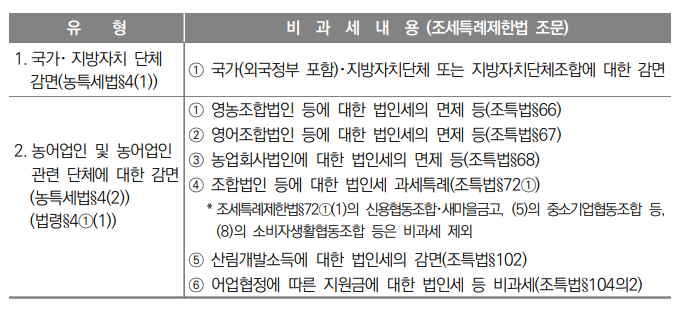 유 형
비 과 세 내 용 (조세특례제한법 조문)
1. 국가· 지방자치 단체
감면(농특세법§4(1))
① 국가(외국정부 포함)·지방자치단체 또는 지방자치단체조합에 대한 감면
2. 농어업인 및 농어업인
관련 단체에 대한 감면
(농특세법§4(2))
(법령§4①(1))
① 영농조합법인 등에 대한 법인세의 면제 등(조특법§66)
② 영어조합법인 등에 대한 법인세의 면제 등(조특법§67)
③ 농업회사법인에 대한 법인세의 면제 등(조특법§68)
④ 조합법인 등에 대한 법인세 과세특례(조특법§72①)
* 조세특례제한법§72①(1)의 신용협동조합·새마을금고, (5)의 중소기업협동조합 등,
(8)의 소비자생활협동조합 등은 비과세 제외
⑤ 산림개발소득에 대한 법인세의 감면(조특법§102)
⑥ 어업협정에 따른 지원금에 대한 법인세 등 비과세(조특법§104의2)